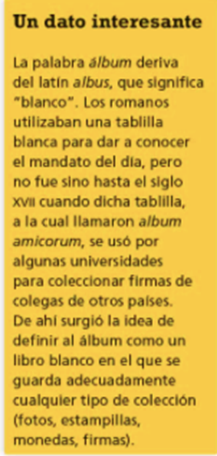 Un dato interesante
La palabra álbum deriva
del latín albus, que significa
"blanco". Los romanos
utilizaban una tablilla
blanca para dar a conocer
el mandato del día, pero
no fue sino hasta el siglo
XVII cuando dicha tablilla,
a la cual llamaron album
amicorum, se usó por
algunas universidades
para coleccionar firmas de
colegas de otros países.
De ahí surgió la idea de
definir al álbum como un
libro blanco en el que se
guarda adecuadamente
cualquier tipo de colección
(fotos, estampillas,
monedas, firmas).